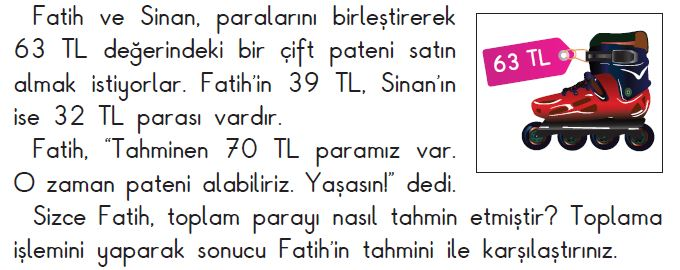 Fatih ve Sinan, paralarını birleştirerek
63 TL değerindeki bir çift pateni satın
almak istiyorlar. Fatih'in 39 TL, Sinan'ın
ise 32 TL parası vardır.
63 TL
Fatih, “Tahminen 70 TL paramız var.
O zaman pateni alabiliriz. Yaşasın!” dedi.
Sizce Fatih, toplam parayı nasıl tahmin etmiştir? Toplama
işlemini yaparak sonucu Fatih'in tahmini ile karşılaştırınız.